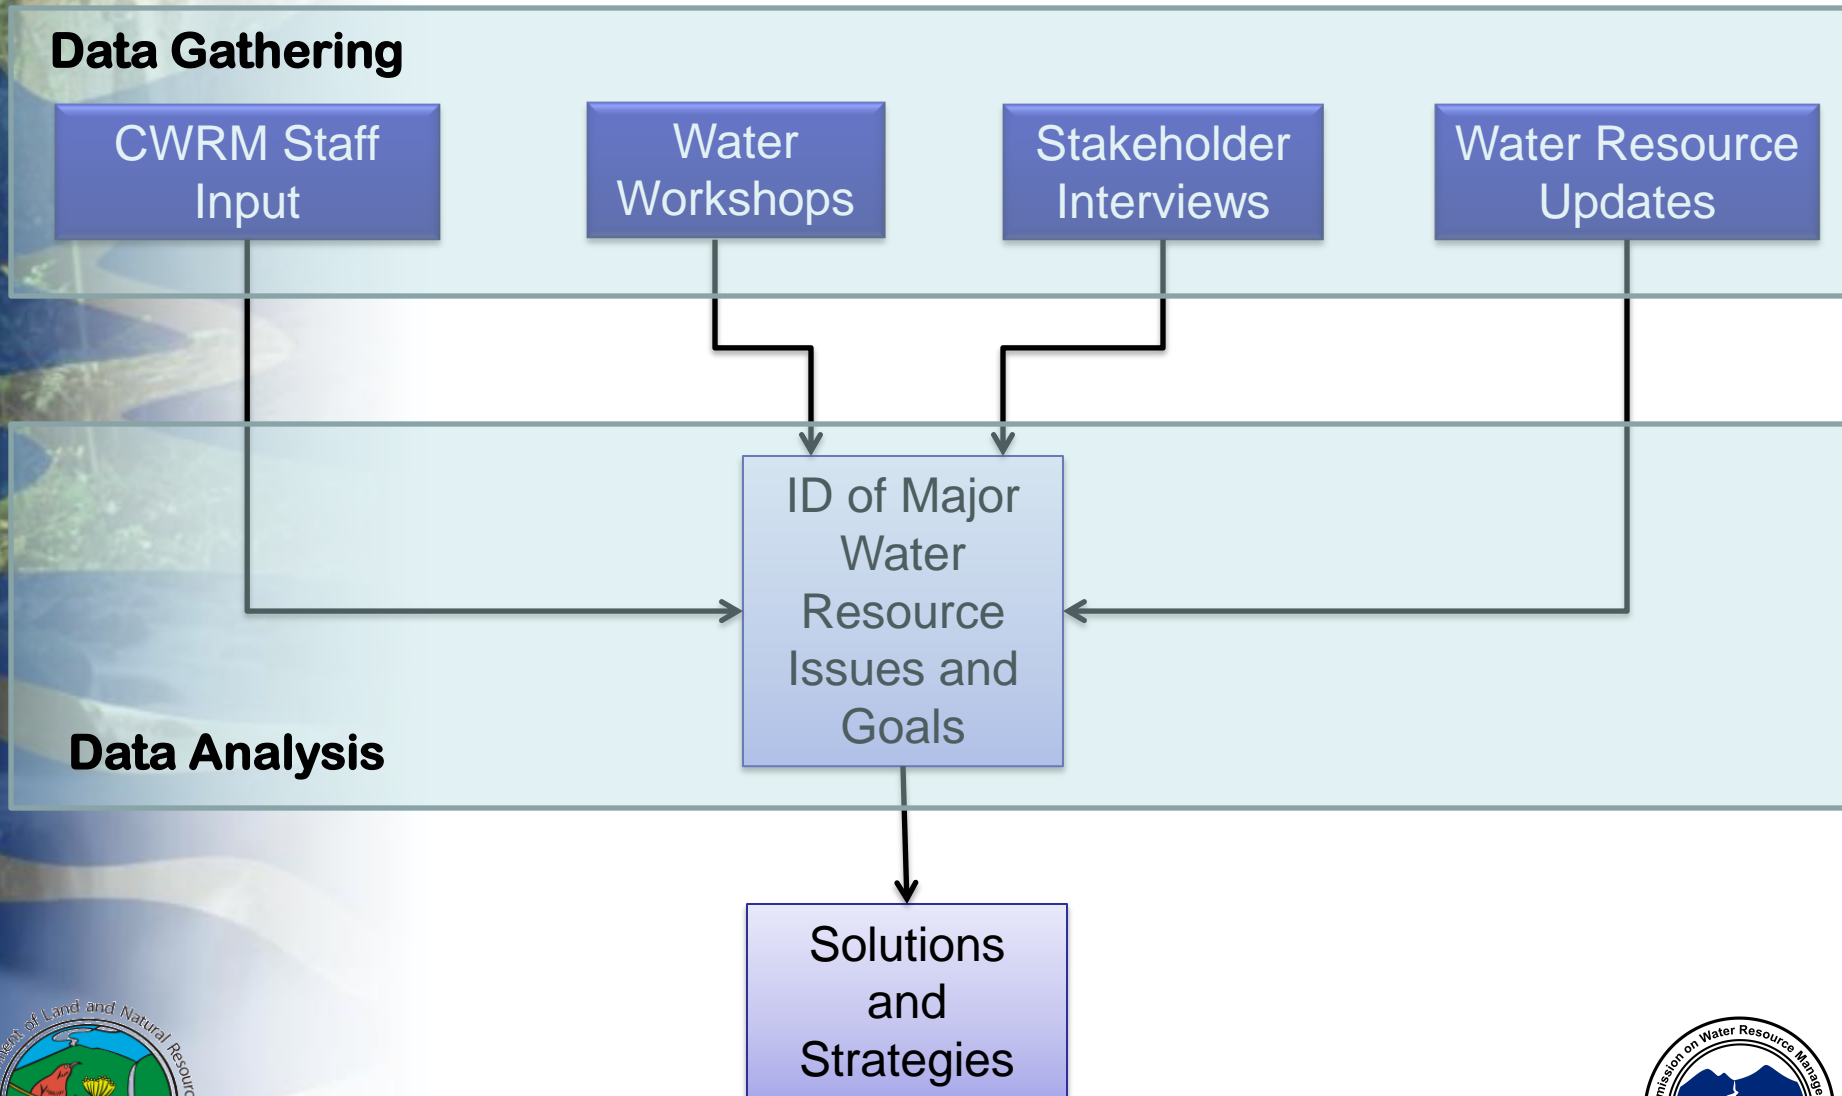 Data Gathering
CWRM Staff
Input
Water
Workshops
Stakeholder
Interviews
Water Resource
Updates
ID of Major
Water
Resource
Issues and
Goals
Data Analysis
Solutions
and
Strategies
of Land and Natural
on Water Resource